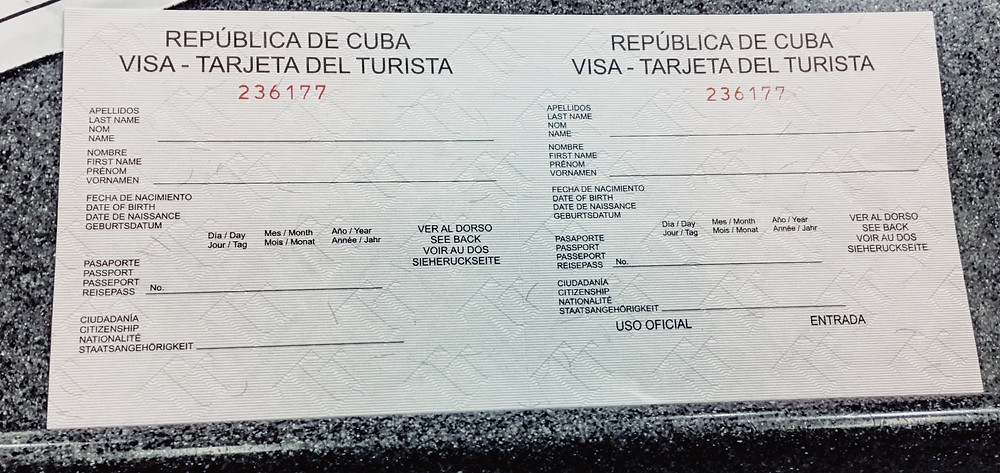 REPÚBLICA DE CUBA
VISA - TARJETA DEL TURISTA
236177
APELLIDOS
LAST NAME
NOM
NAME
NOMBRE
FIRST NAME
PRÉNOM
VORNAMEN
FECHA DE NACIMIENTO
DATE OF BIRTH
DATE DE NAISSANCE
GEBURTSDATUM
Día / Day Mes / Month Año / Year
Jour / Tag Mois / Monat Année / Jahr
VER AL DORSO
SEE BACK
VOIR AU DOS
SIEHERUCKSEITE
PASAPORTE
PASSPORT
PASSEPORT
REISEPASS No.
CIUDADANÍA
CITIZENSHIP
NATIONALITÉ
STAATSANGEHÖRIGKEIT
REPÚBLICA DE CUBA
VISA - TARJETA DEL TURISTA
236177
APELLIDOS
LAST NAME
NOM
NAME
NOMBRE
FIRST NAME
PRÉNOM
VORNAMEN
FECHA DE NACIMIENTO
DATE OF BIRTH
DATE DE NAISSANCE
GEBURTSDATUM
Día / Day Mes / Month Año / Year
Jour / Tag Mois / Monat Année / Jahr
VER AL DORSO
SEE BACK
VOIR AU DOS
SIEHERUCKSEITE
PASAPORTE
PASSPORT
PASSEPORT
REISEPASS No.
CIUDADANÍA
CITIZENSHIP
NATIONALITÉ
STAATSANGEHÖRIGKEIT
USO OFICIAL ENTRADA